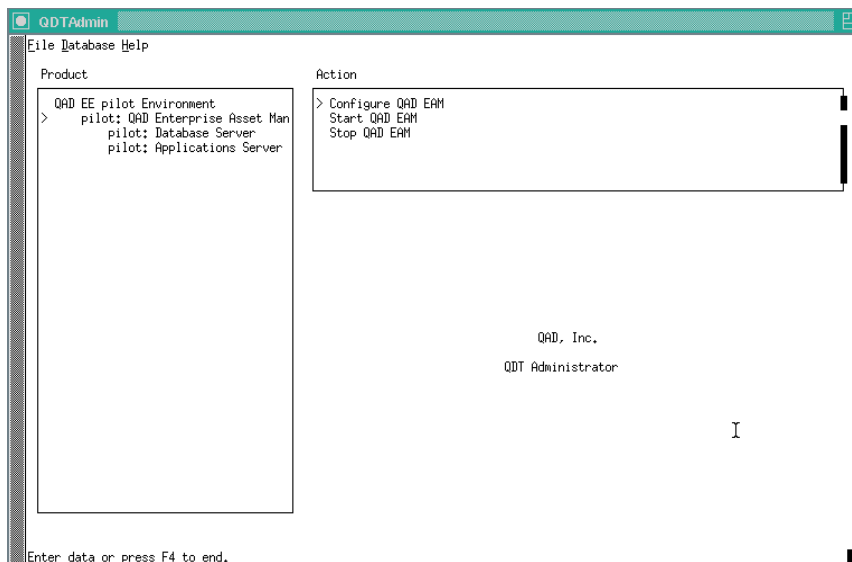 QDTAdmin
File Database Help
Product
Action
QAD EE pilot Environment
> pilot: QAD Enterprise Asset Man
pilot: Database Server
pilot: Applications Server
> Configure QAD EAM
Start QAD EAM
Stop QAD EAM
QAD, Inc.
QDT Administrator
Enter data or press F4 to end.